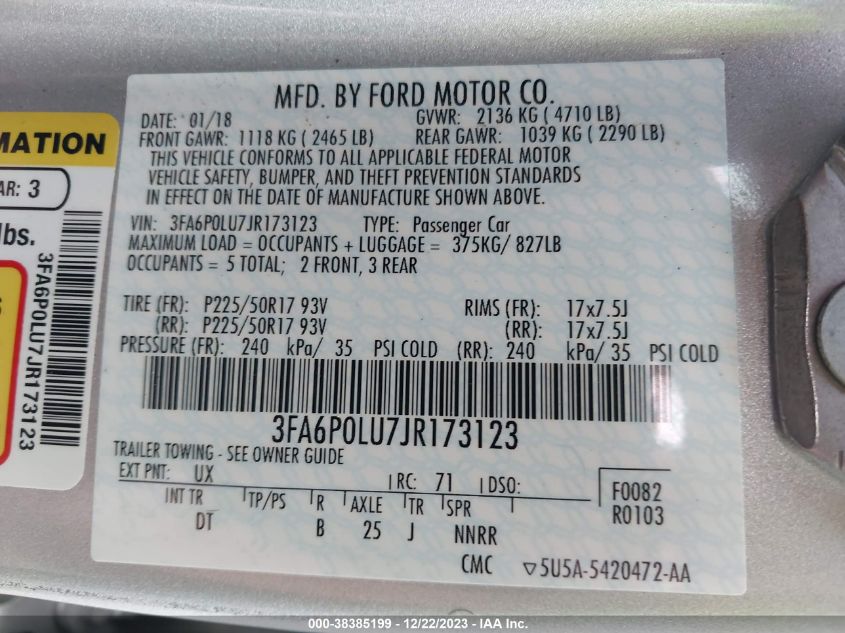 MFD. BY FORD MOTOR CO.
DATE: 01/18 GVWR: 2136 KG ( 4710 LB)
FRONT GAWR: 1118 KG ( 2465 LB) REAR GAWR: 1039 KG ( 2290 LB)
THIS VEHICLE CONFORMS TO ALL APPLICABLE FEDERAL MOTOR
VEHICLE SAFETY, BUMPER, AND THEFT PREVENTION STANDARDS
IN EFFECT ON THE DATE OF MANUFACTURE SHOWN ABOVE.
VIN: 3FA6P0LU7JR173123 TYPE: Passenger Car
MAXIMUM LOAD = OCCUPANTS + LUGGAGE = 375KG/ 827LB
OCCUPANTS = 5 TOTAL; 2 FRONT, 3 REAR
TIRE (FR): P225/50R17 93V RIMS (FR): 17x7.5J
(RR): P225/50R17 93V (RR): 17x7.5J
PRESSURE (FR): 240 kPa/ 35 PSI COLD (RR): 240 kPa/ 35 PSI COLD
3FA6P0LU7JR173123
TRAILER TOWING - SEE OWNER GUIDE
EXT PNT: UX RC: 71 DSO: F0082
R0103
INT TR TP/PS R AXLE TR SPR
DT B 25 J NNRR
CMC ▽5U5A-5420472-AA
MATION
AR: 3
lbs.
3FA6P0LU7JR173123
000-38385199 - 12/22/2023 - IAA Inc.